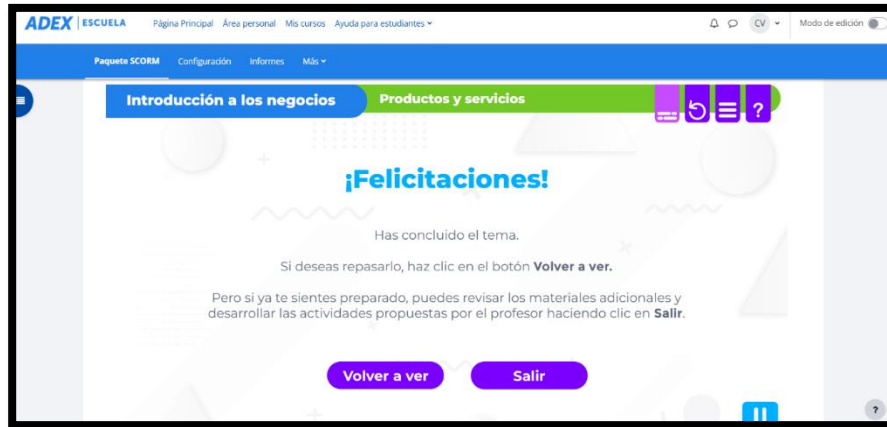 ADEX ESCUELA Página Principal Área personal Mis cursos Ayuda para estudiantes CV Modo de edición
Paquete SCORM Configuración Informes Más
Introducción a los negocios Productos y servicios ?
¡Felicitaciones!
Has concluido el tema.
Si deseas repasarlo, haz clic en el botón Volver a ver.
Pero si ya te sientes preparado, puedes revisar los materiales adicionales y
desarrollar las actividades propuestas por el profesor haciendo clic en Salir.
Volver a ver Salir
?